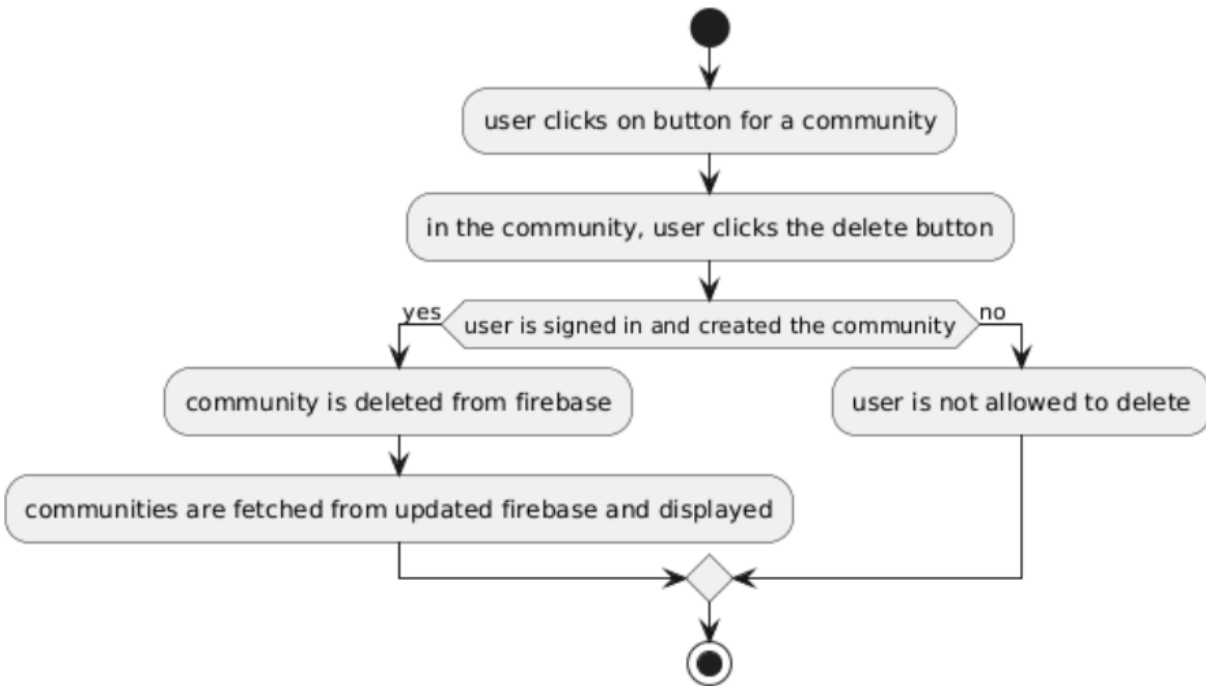 user clicks on button for a community
in the community, user clicks the delete button
yes
user is signed in and created the community
no
community is deleted from firebase
user is not allowed to delete
communities are fetched from updated firebase and displayed